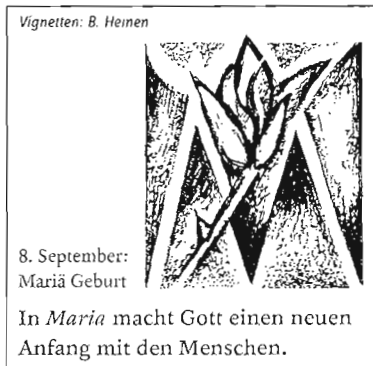 Vignetten: B. Heinen
8. September:
Mariä Geburt
In Maria macht Gott einen neuen
Anfang mit den Menschen.